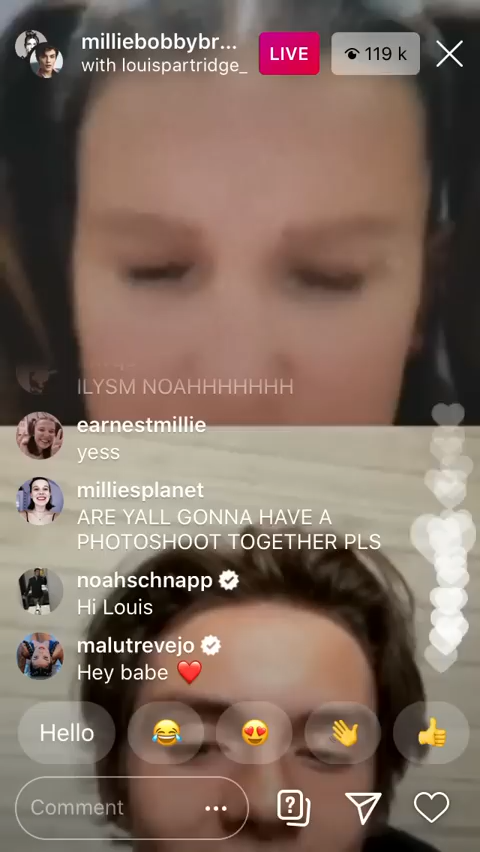 milliebobbybr...
with louispartridge_
LIVE
119 k
ILYSM NOAHHHHHHH
earnestmillie
yess
milliesplanet
ARE YALL GONNA HAVE A
PHOTOSHOOT TOGETHER PLS
noahschnapp
Hi Louis
malutrevejo
Hey babe ❤️
Hello
Comment